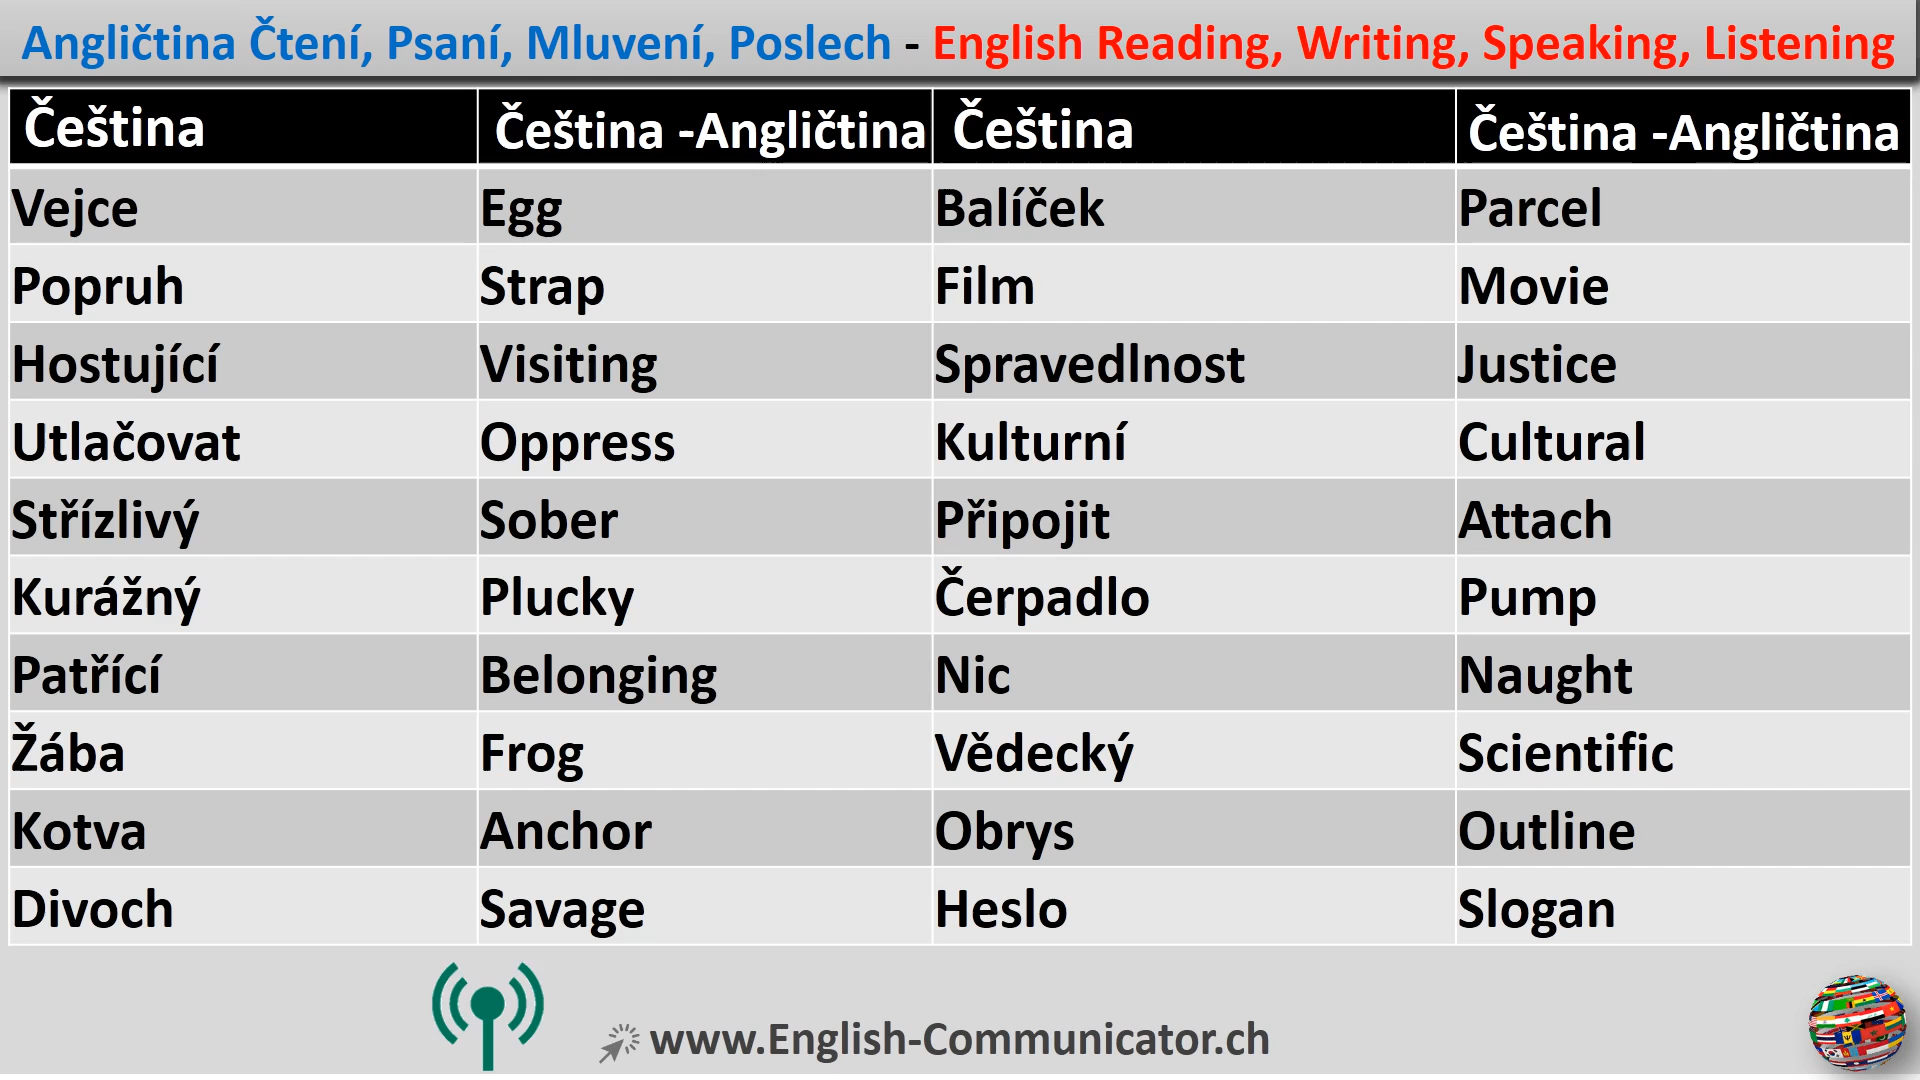 Angličtina Čtení, Psaní, Mluvení, Poslech - English Reading, Writing, Speaking, Listening
Čeština Čeština -Angličtina Čeština Čeština -Angličtina
Vejce Egg Balíček Parcel
Popruh Strap Film Movie
Hostující Visiting Spravedlnost Justice
Utlačovat Oppress Kulturní Cultural
Střízlivý Sober Připojit Attach
Kurážný Plucky Čerpadlo Pump
Patřící Belonging Nic Naught
Žába Frog Vědecký Scientific
Kotva Anchor Obrys Outline
Divoch Savage Heslo Slogan
www.English-Communicator.ch